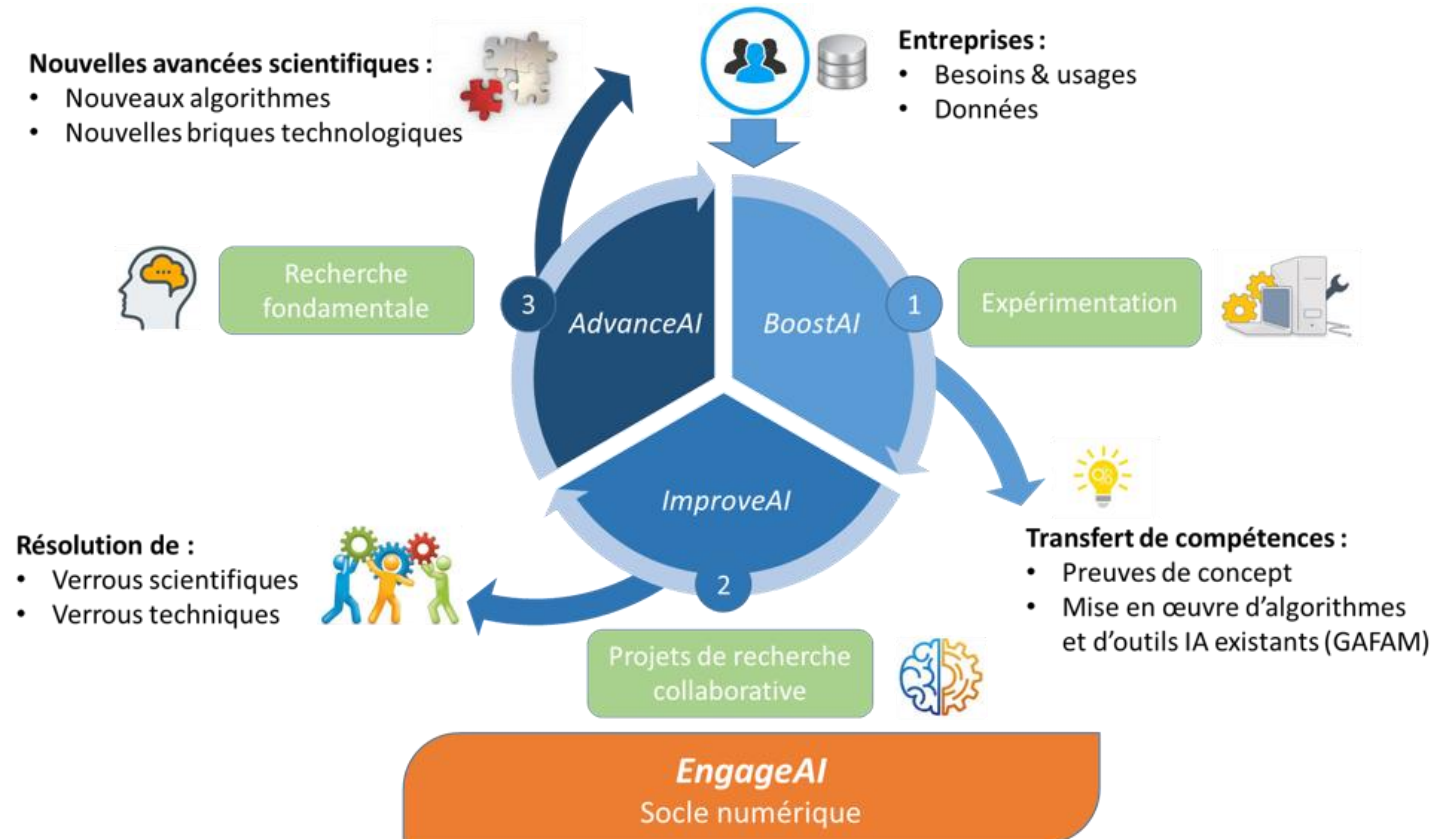 Nouvelles avancées scientifiques :
• Nouveaux algorithmes
• Nouvelles briques technologiques
Entreprises :
• Besoins & usages
• Données
Recherche
fondamentale
3
AdvanceAI
BoostAI
1
Expérimentation
ImproveAI
2
Résolution de :
• Verrous scientifiques
• Verrous techniques
Transfert de compétences :
• Preuves de concept
• Mise en œuvre d'algorithmes
et d'outils IA existants (GAFAM)
Projets de recherche
collaborative
EngageAI
Socle numérique